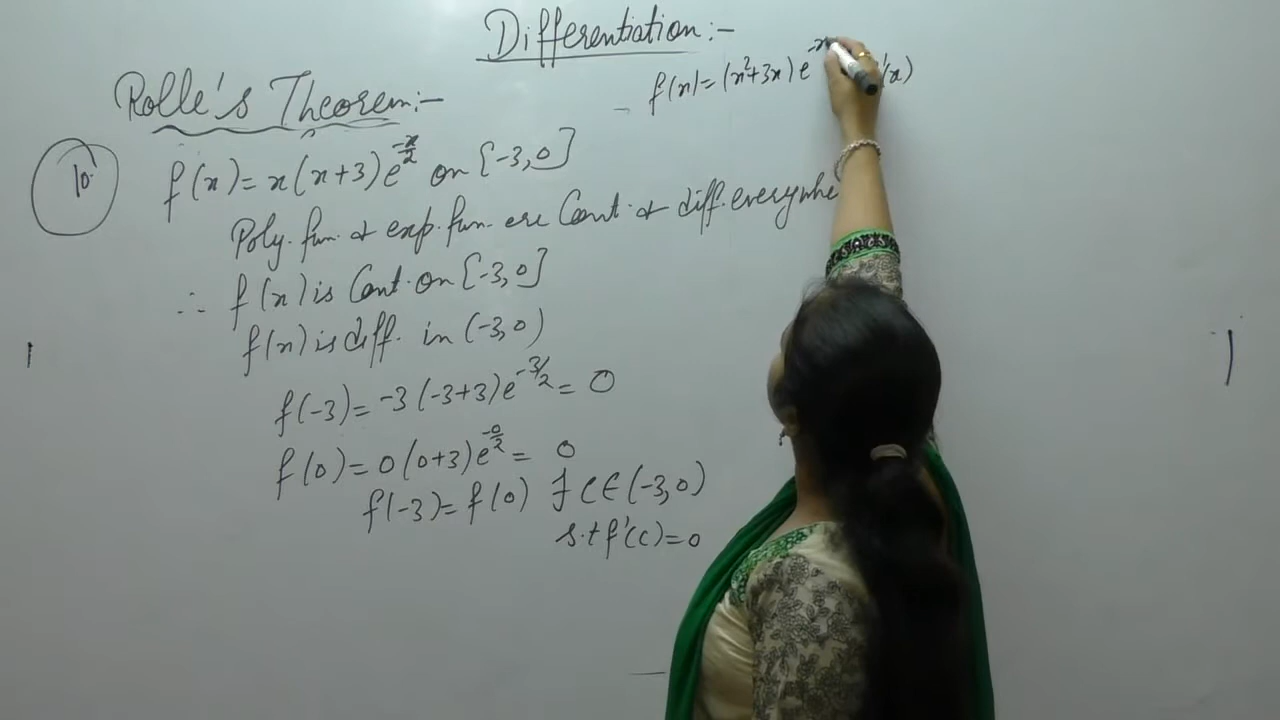 Differentiation:-
Rolle's Theorem:-
f(x)=(x²+3x)e^-x '(x)
10. f(x)=x(x+3)e^-x/2 on [-3,0]
Poly. fun. & exp. fun. are Cont. & diff. everywhe
∴ f(x) is Cont. on [-3,0]
f(x) is diff. in (-3,0)
f(-3)=-3(-3+3)e^-3/2=0
f(0)=0(0+3)e^-0/2=0
f(-3)=f(0) ∃ C∈(-3,0)
s.t f'(c)=0